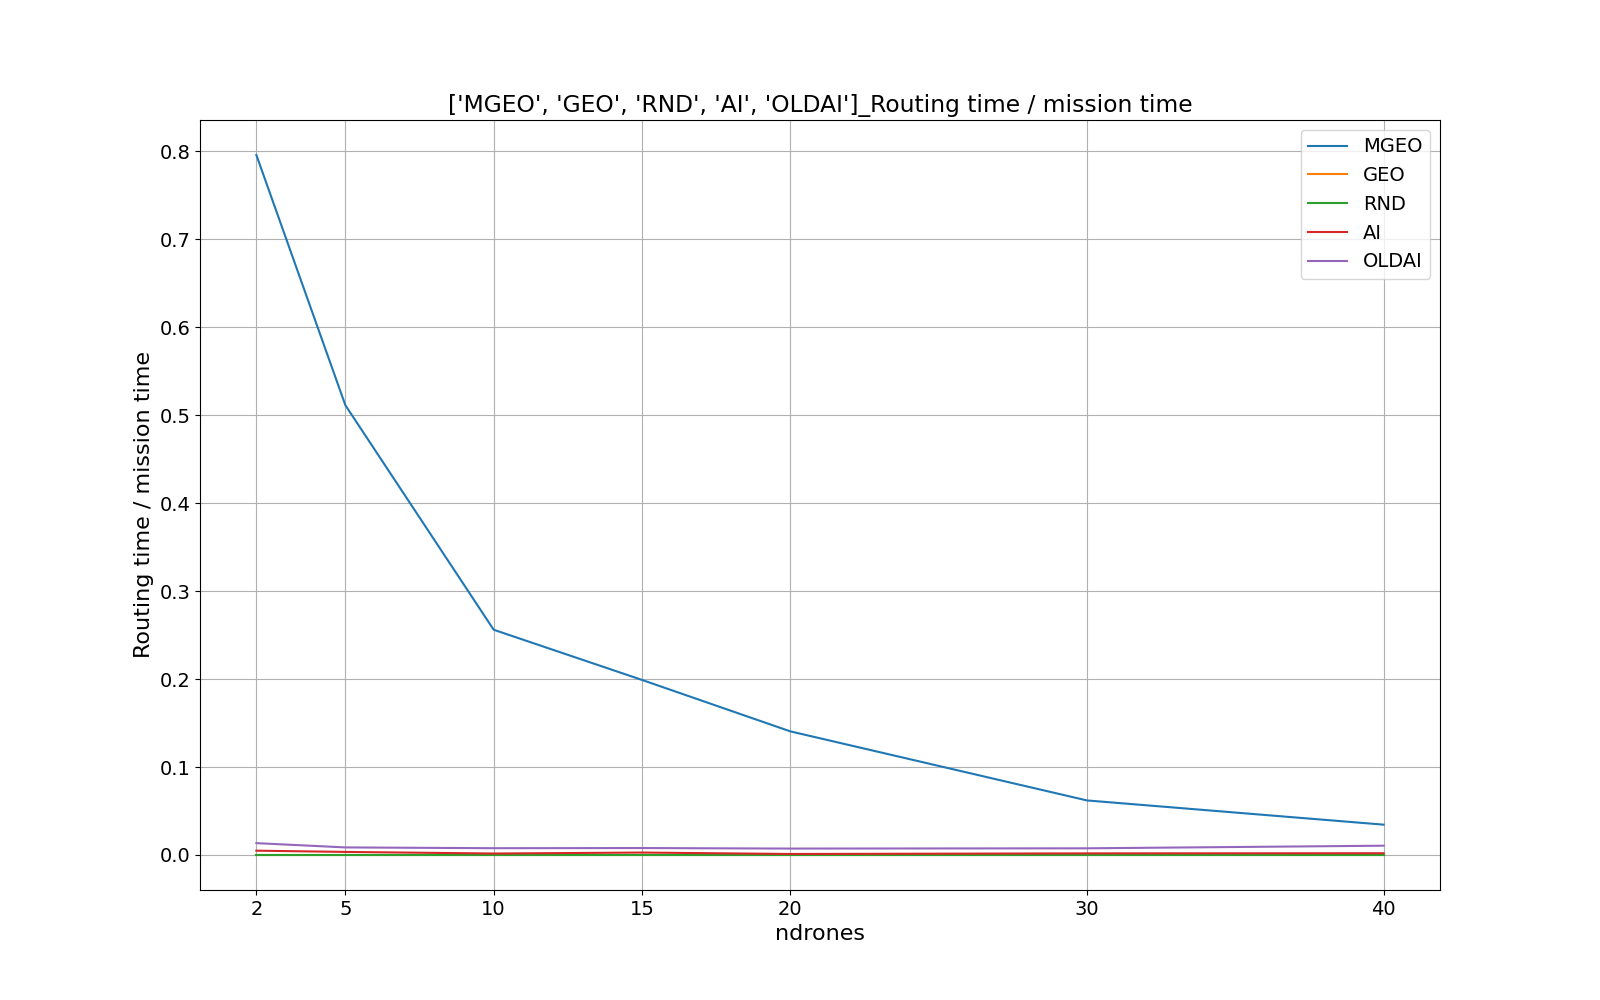 ['MGEO', 'GEO', 'RND', 'AI', 'OLDAI']_Routing time / mission time
MGEO
GEO
RND
AI
OLDAI
Routing time / mission time
0.8
0.7
0.6
0.5
0.4
0.3
0.2
0.1
0.0
2 5 10 15 20 30 40
ndrones